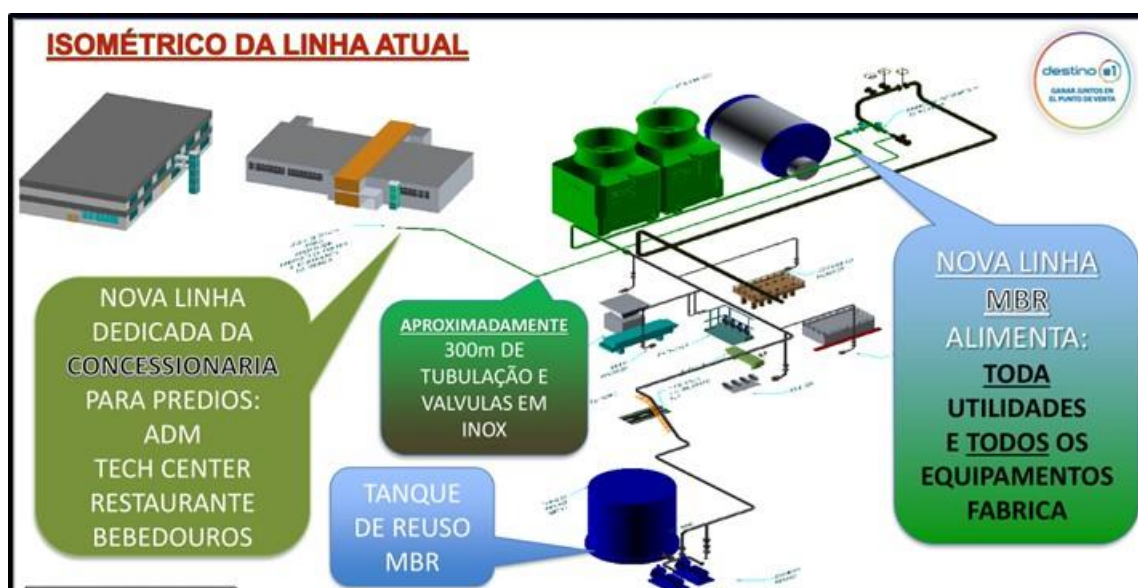 ISOMÉTRICO DA LINHA ATUAL
destino #1
GANAR JUNTOS EN
EL PUNTO DE VENTA
NOVA LINHA
DEDICADA DA
CONCESSIONARIA
PARA PREDIOS:
ADM
TECH CENTER
RESTAURANTE
BEBEDOUROS
APROXIMADAMENTE
300m DE
TUBULAÇÃO E
VALVULAS EM
INOX
TANQUE
DE REUSO
MBR
NOVA LINHA
MBR
ALIMENTA:
TODA
UTILIDADES
E TODOS OS
EQUIPAMENTOS
FABRICA